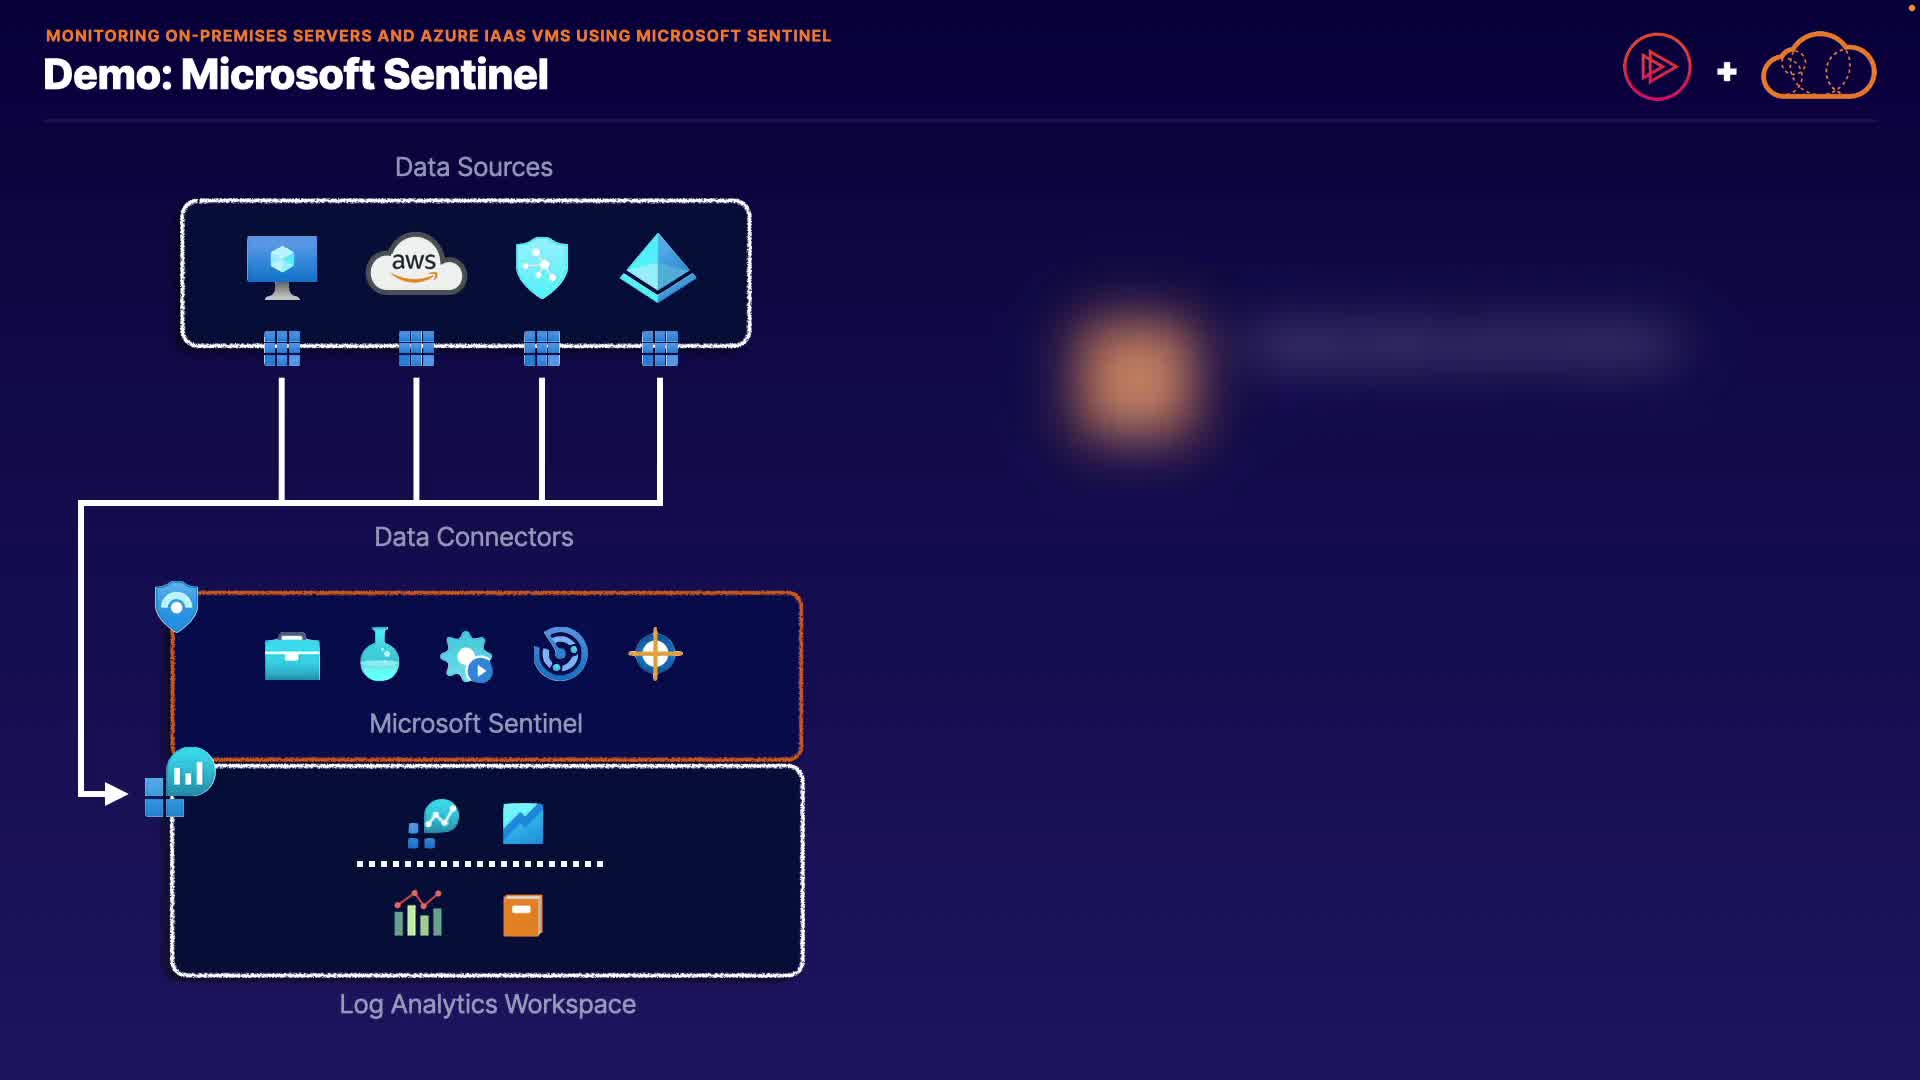 MONITORING ON-PREMISES SERVERS AND AZURE IAAS VMS USING MICROSOFT SENTINEL
Demo: Microsoft Sentinel
Data Sources
aws
Data Connectors
Microsoft Sentinel
Log Analytics Workspace